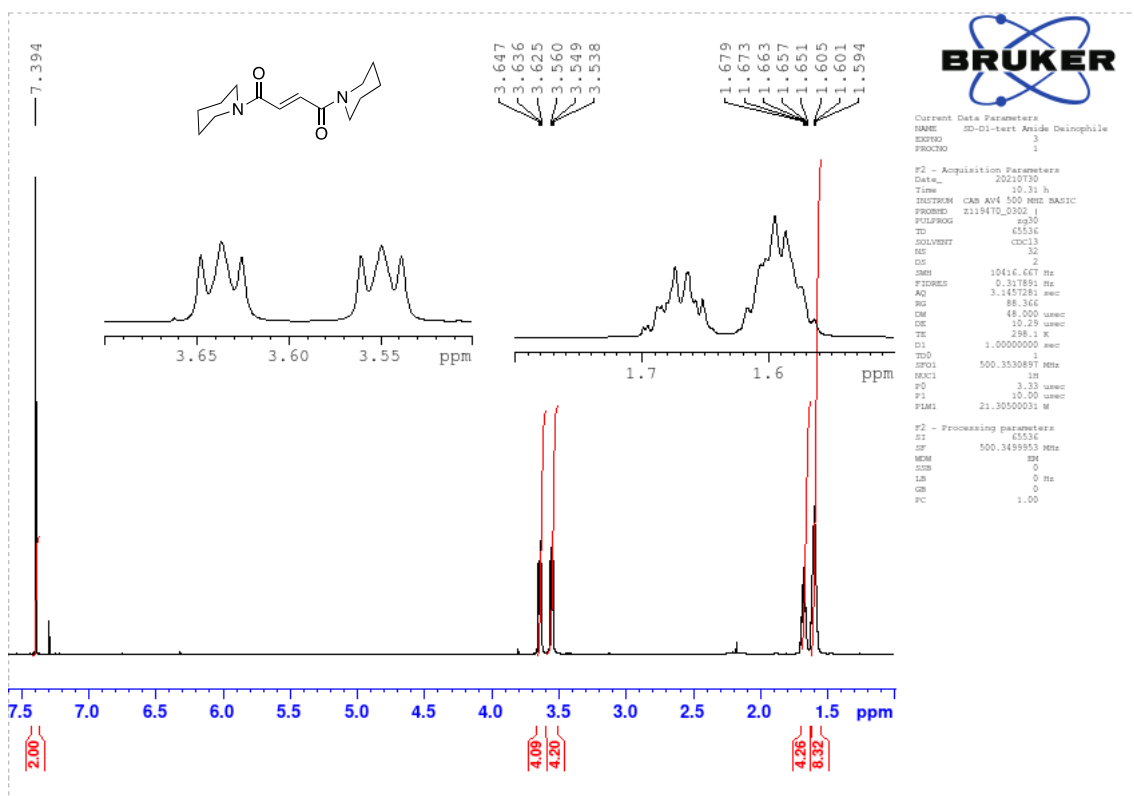 7.394
3.647
3.636
3.625
3.560
3.549
3.538
1.679
1.673
1.663
1.657
1.651
1.605
1.601
1.594
BRUKER
O
N
N
O
3.65 3.60 3.55 ppm
1.7 1.6 ppm
Current Data Parameters
NAME SD-D1-tert Amide Deinophile
EXPNO 3
PROCNO 1
F2 - Acquisition Parameters
Date_ 20210730
Time 10.31 h
INSTRUM CAB AV4 500 MHZ BASIC
PROBHD Z119470_0302 (
PULPROG zg30
TD 65536
SOLVENT CDCl3
NS 32
DS 2
SWH 10416.667 Hz
FIDRES 0.317891 Hz
AQ 3.1457281 sec
RG 88.366
DW 48.000 usec
DE 10.29 usec
TE 298.1 K
D1 1.00000000 sec
TD0 1
SFO1 500.3530897 MHz
NUC1 1H
P0 3.33 usec
P1 10.00 usec
PLW1 21.30500031 W
F2 - Processing parameters
SI 65536
SF 500.3499953 MHz
WDW EM
SSB 0
LB 0 Hz
GB 0
PC 1.00
7.5 7.0 6.5 6.0 5.5 5.0 4.5 4.0 3.5 3.0 2.5 2.0 1.5 ppm
2.00
4.09
4.20
4.26
8.32